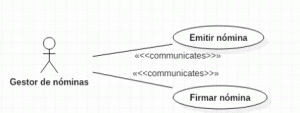 Emitir nómina
«<<communicates>>»
«<<communicates>>»
Gestor de nóminas
Firmar nómina